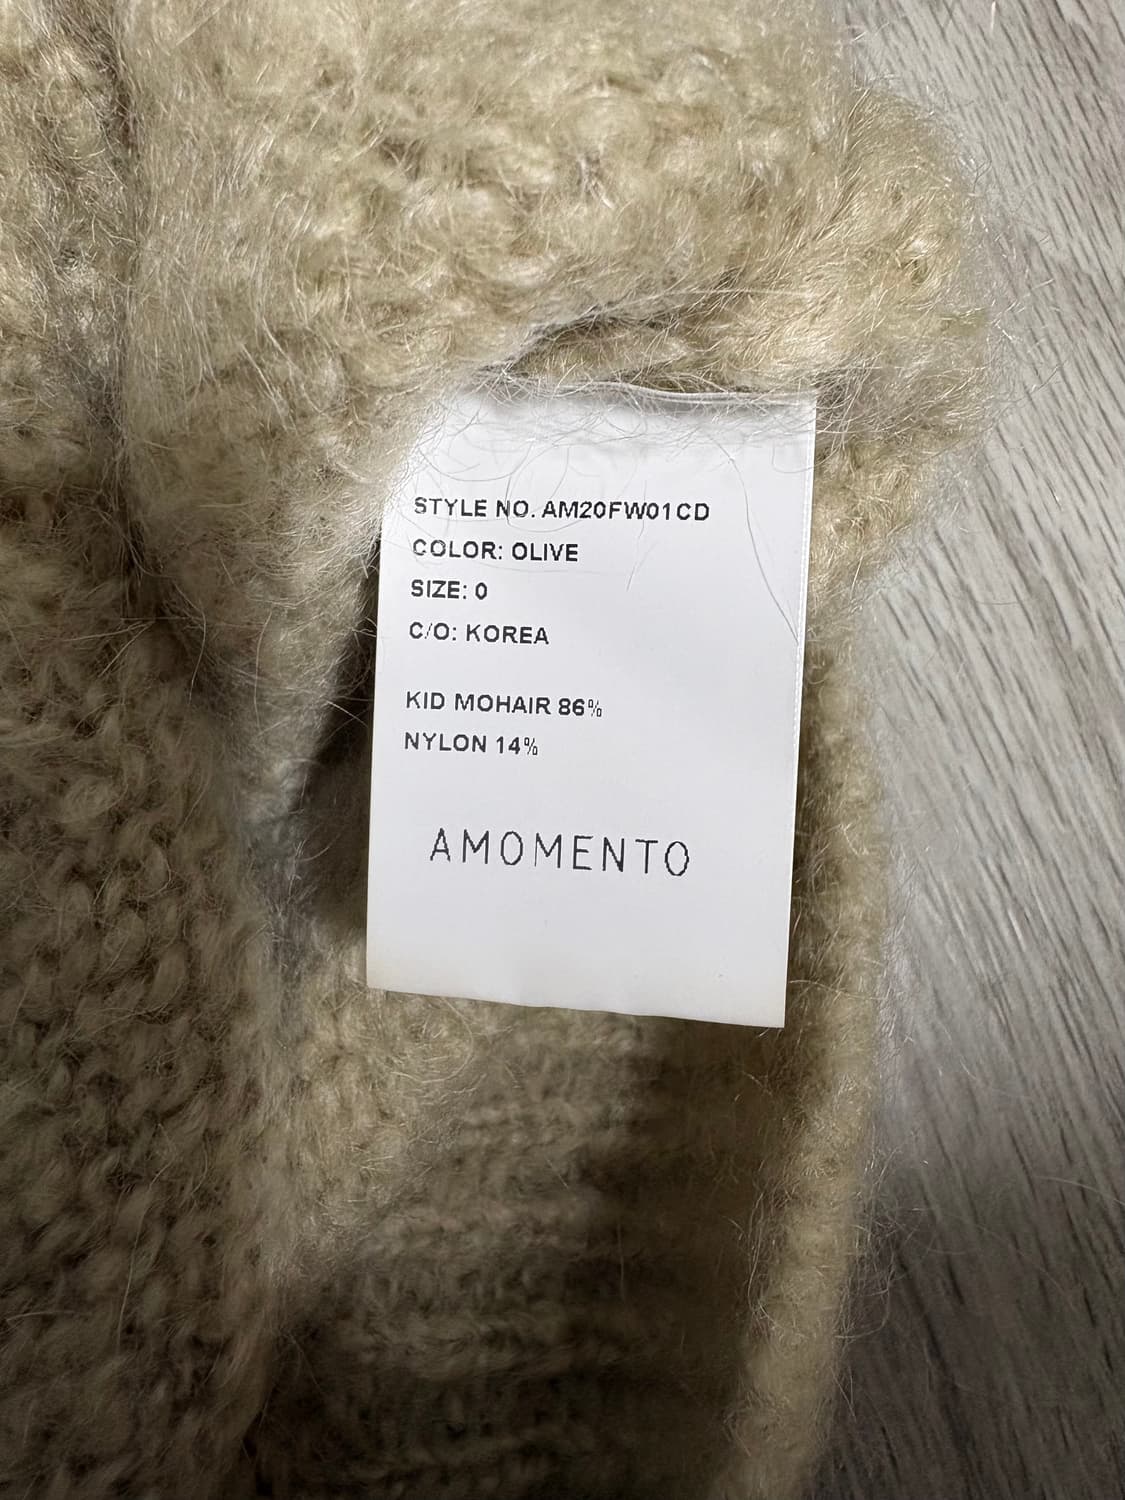 STYLE NO. AM20FW01CD
COLOR: OLIVE
SIZE: 0
C/O: KOREA
KID MOHAIR 86%
NYLON 14%
AMOMENTO